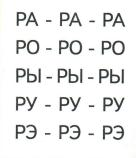 РА - РА - РА
РО - РО - РО
РЫ - РЫ - РЫ
РУ - РУ - РУ
РЭ - РЭ - РЭ